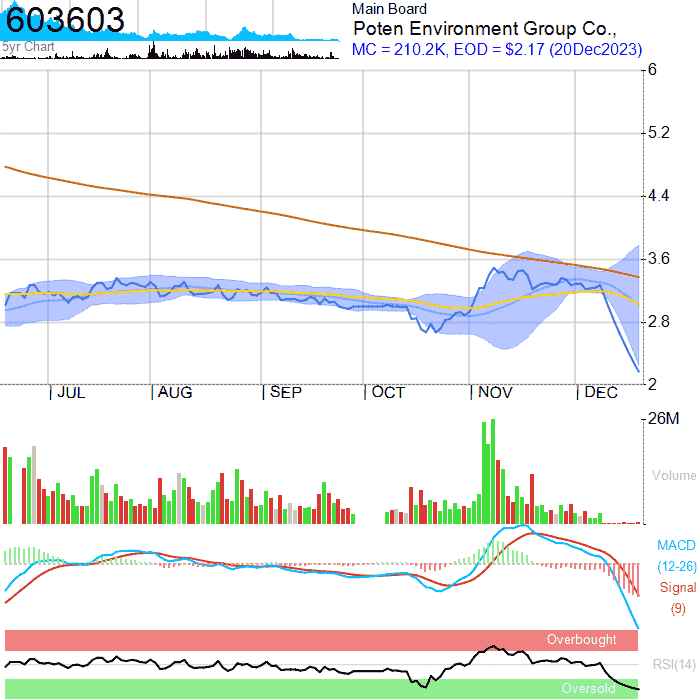 603603
5yr Chart
Main Board
Poten Environment Group Co.,
MC = 210.2K, EOD = $2.17 (20Dec2023)
6
5.2
4.4
3.6
2.8
2
JUL AUG SEP OCT NOV DEC
26M
Volume
MACD
(12-26)
Signal
(9)
Overbought
RSI(14)
Oversold